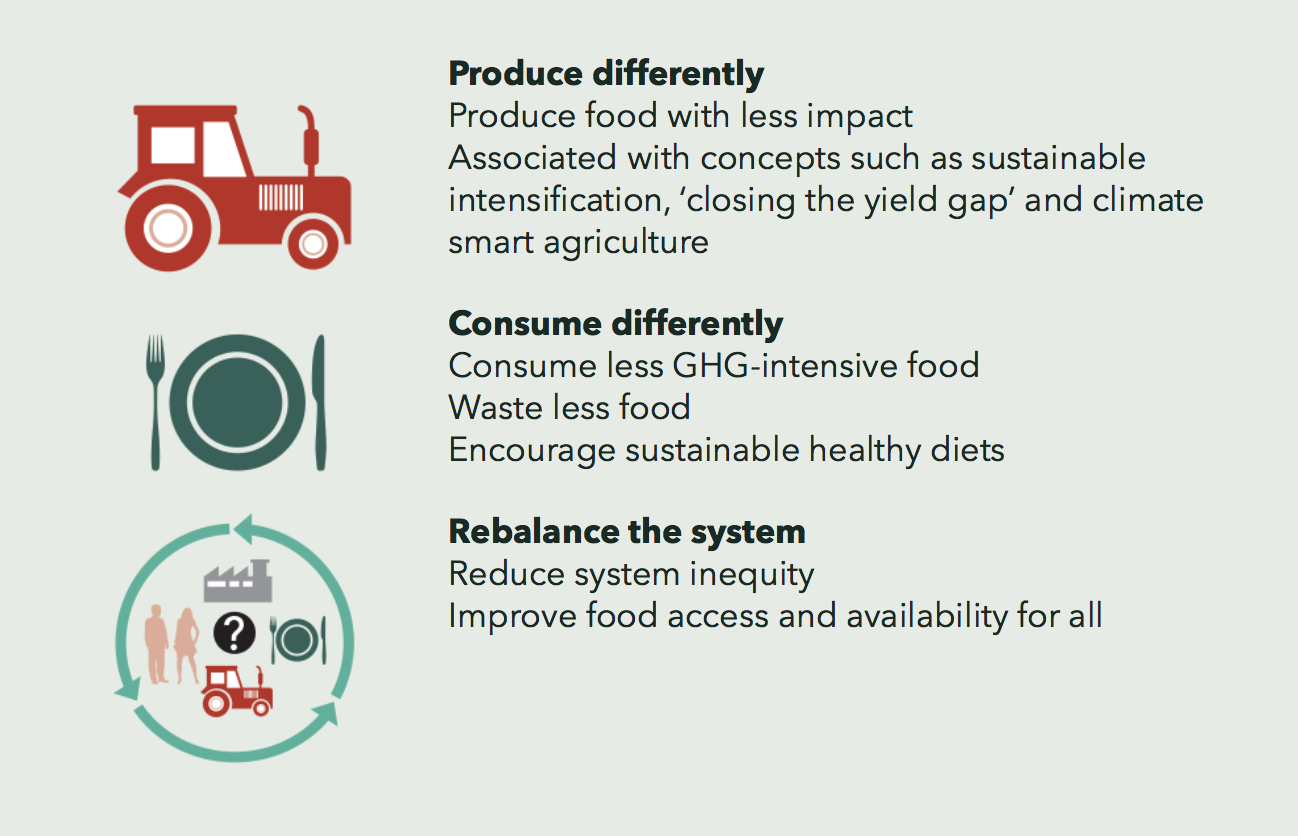 Produce differently
Produce food with less impact
Associated with concepts such as sustainable
intensification, ‘closing the yield gap’ and climate
smart agriculture
Consume differently
Consume less GHG-intensive food
Waste less food
Encourage sustainable healthy diets
Rebalance the system
Reduce system inequity
Improve food access and availability for all
?